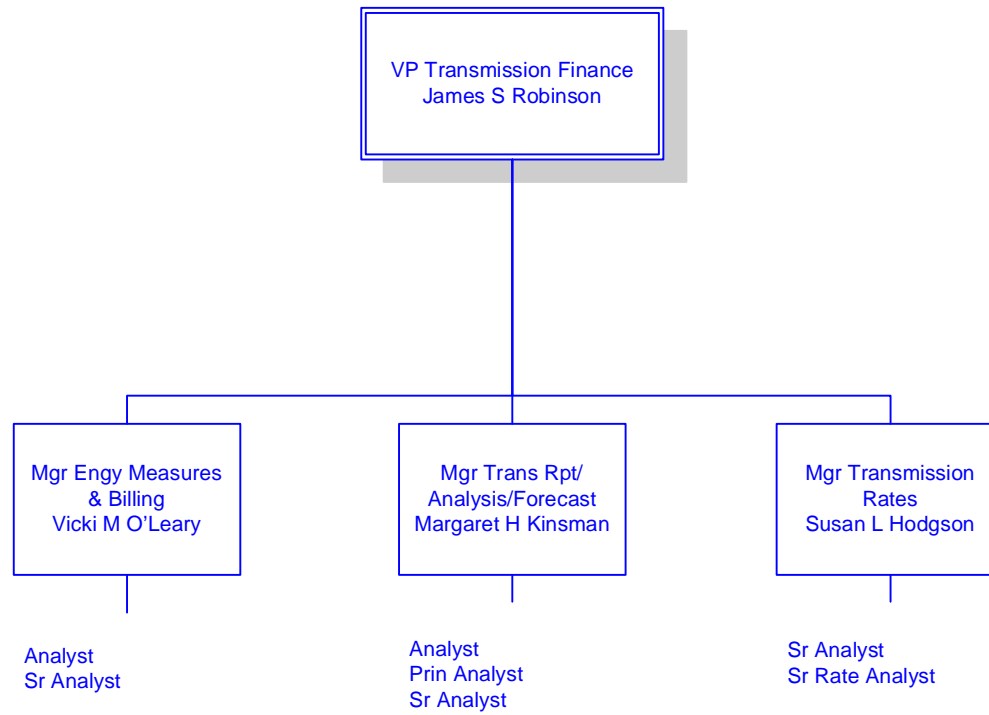 VP Transmission Finance
James S Robinson
Mgr Engy Measures
& Billing
Vicki M O’Leary
Mgr Trans Rpt/
Analysis/Forecast
Margaret H Kinsman
Mgr Transmission
Rates
Susan L Hodgson
Analyst
Sr Analyst
Analyst
Prin Analyst
Sr Analyst
Sr Analyst
Sr Rate Analyst